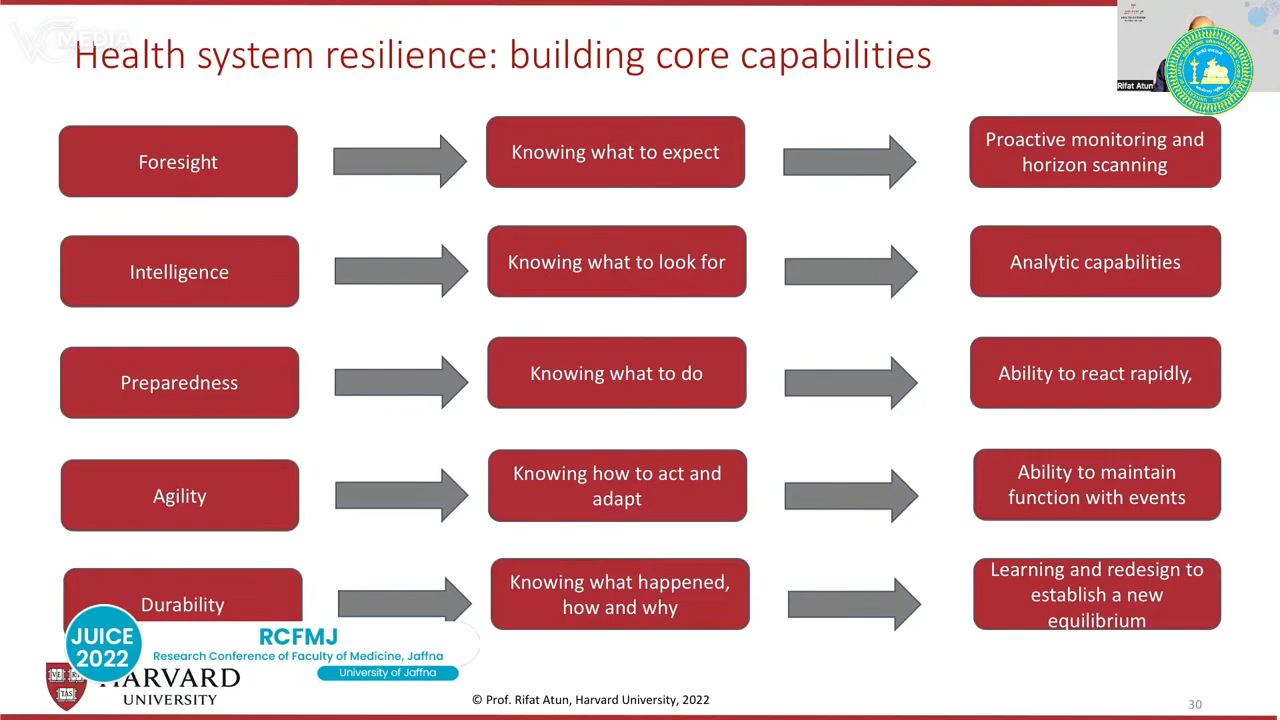 MEDIA
Health system resilience: building core capabilities
Rifat Atun
Foresight
Knowing what to expect
Proactive monitoring and
horizon scanning
Intelligence
Knowing what to look for
Analytic capabilities
Preparedness
Knowing what to do
Ability to react rapidly,
Agility
Knowing how to act and
adapt
Ability to maintain
function with events
Durability
Knowing what happened,
how and why
Learning and redesign to
establish a new
equilibrium
JUICE
2022
RCFMJ
Research Conference of Faculty of Medicine, Jaffna
University of Jaffna
VE RI
TAS
HARVARD
UNIVERSITY
© Prof. Rifat Atun, Harvard University, 2022
30